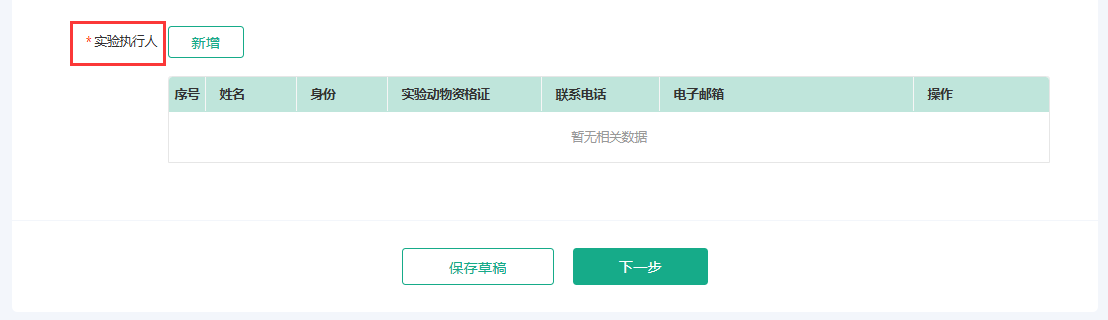 *实验执行人 新增
序号 姓名 身份 实验动物资格证 联系电话 电子邮箱 操作
暂无相关数据
保存草稿 下一步